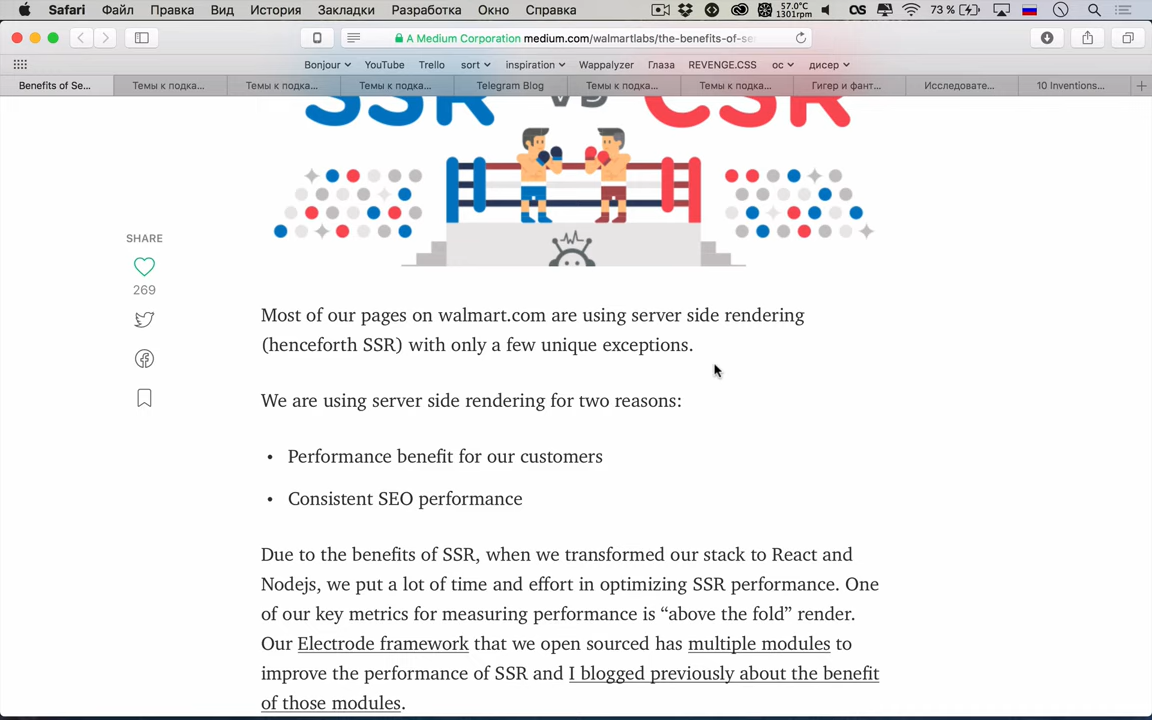 Safari Файл Правка Вид История Закладки Разработка Окно Справка 57.0°C 1301rpm OS 73 %
A Medium Corporation medium.com/walmartlabs/the-benefits-of-se
Bonjour YouTube Trello sort inspiration Wappalyzer Глаза REVENGE.CSS ос дисер
Benefits of Se... Темы к подка... Темы к подка... Темы к подка... Telegram Blog Темы к подка... Темы к подка... Гигер и фант... Исследовате... 10 Inventions...
SSR VS CSR
SHARE
269
Most of our pages on walmart.com are using server side rendering
(henceforth SSR) with only a few unique exceptions.
We are using server side rendering for two reasons:
• Performance benefit for our customers
• Consistent SEO performance
Due to the benefits of SSR, when we transformed our stack to React and
Nodejs, we put a lot of time and effort in optimizing SSR performance. One
of our key metrics for measuring performance is “above the fold” render.
Our Electrode framework that we open sourced has multiple modules to
improve the performance of SSR and I blogged previously about the benefit
of those modules.